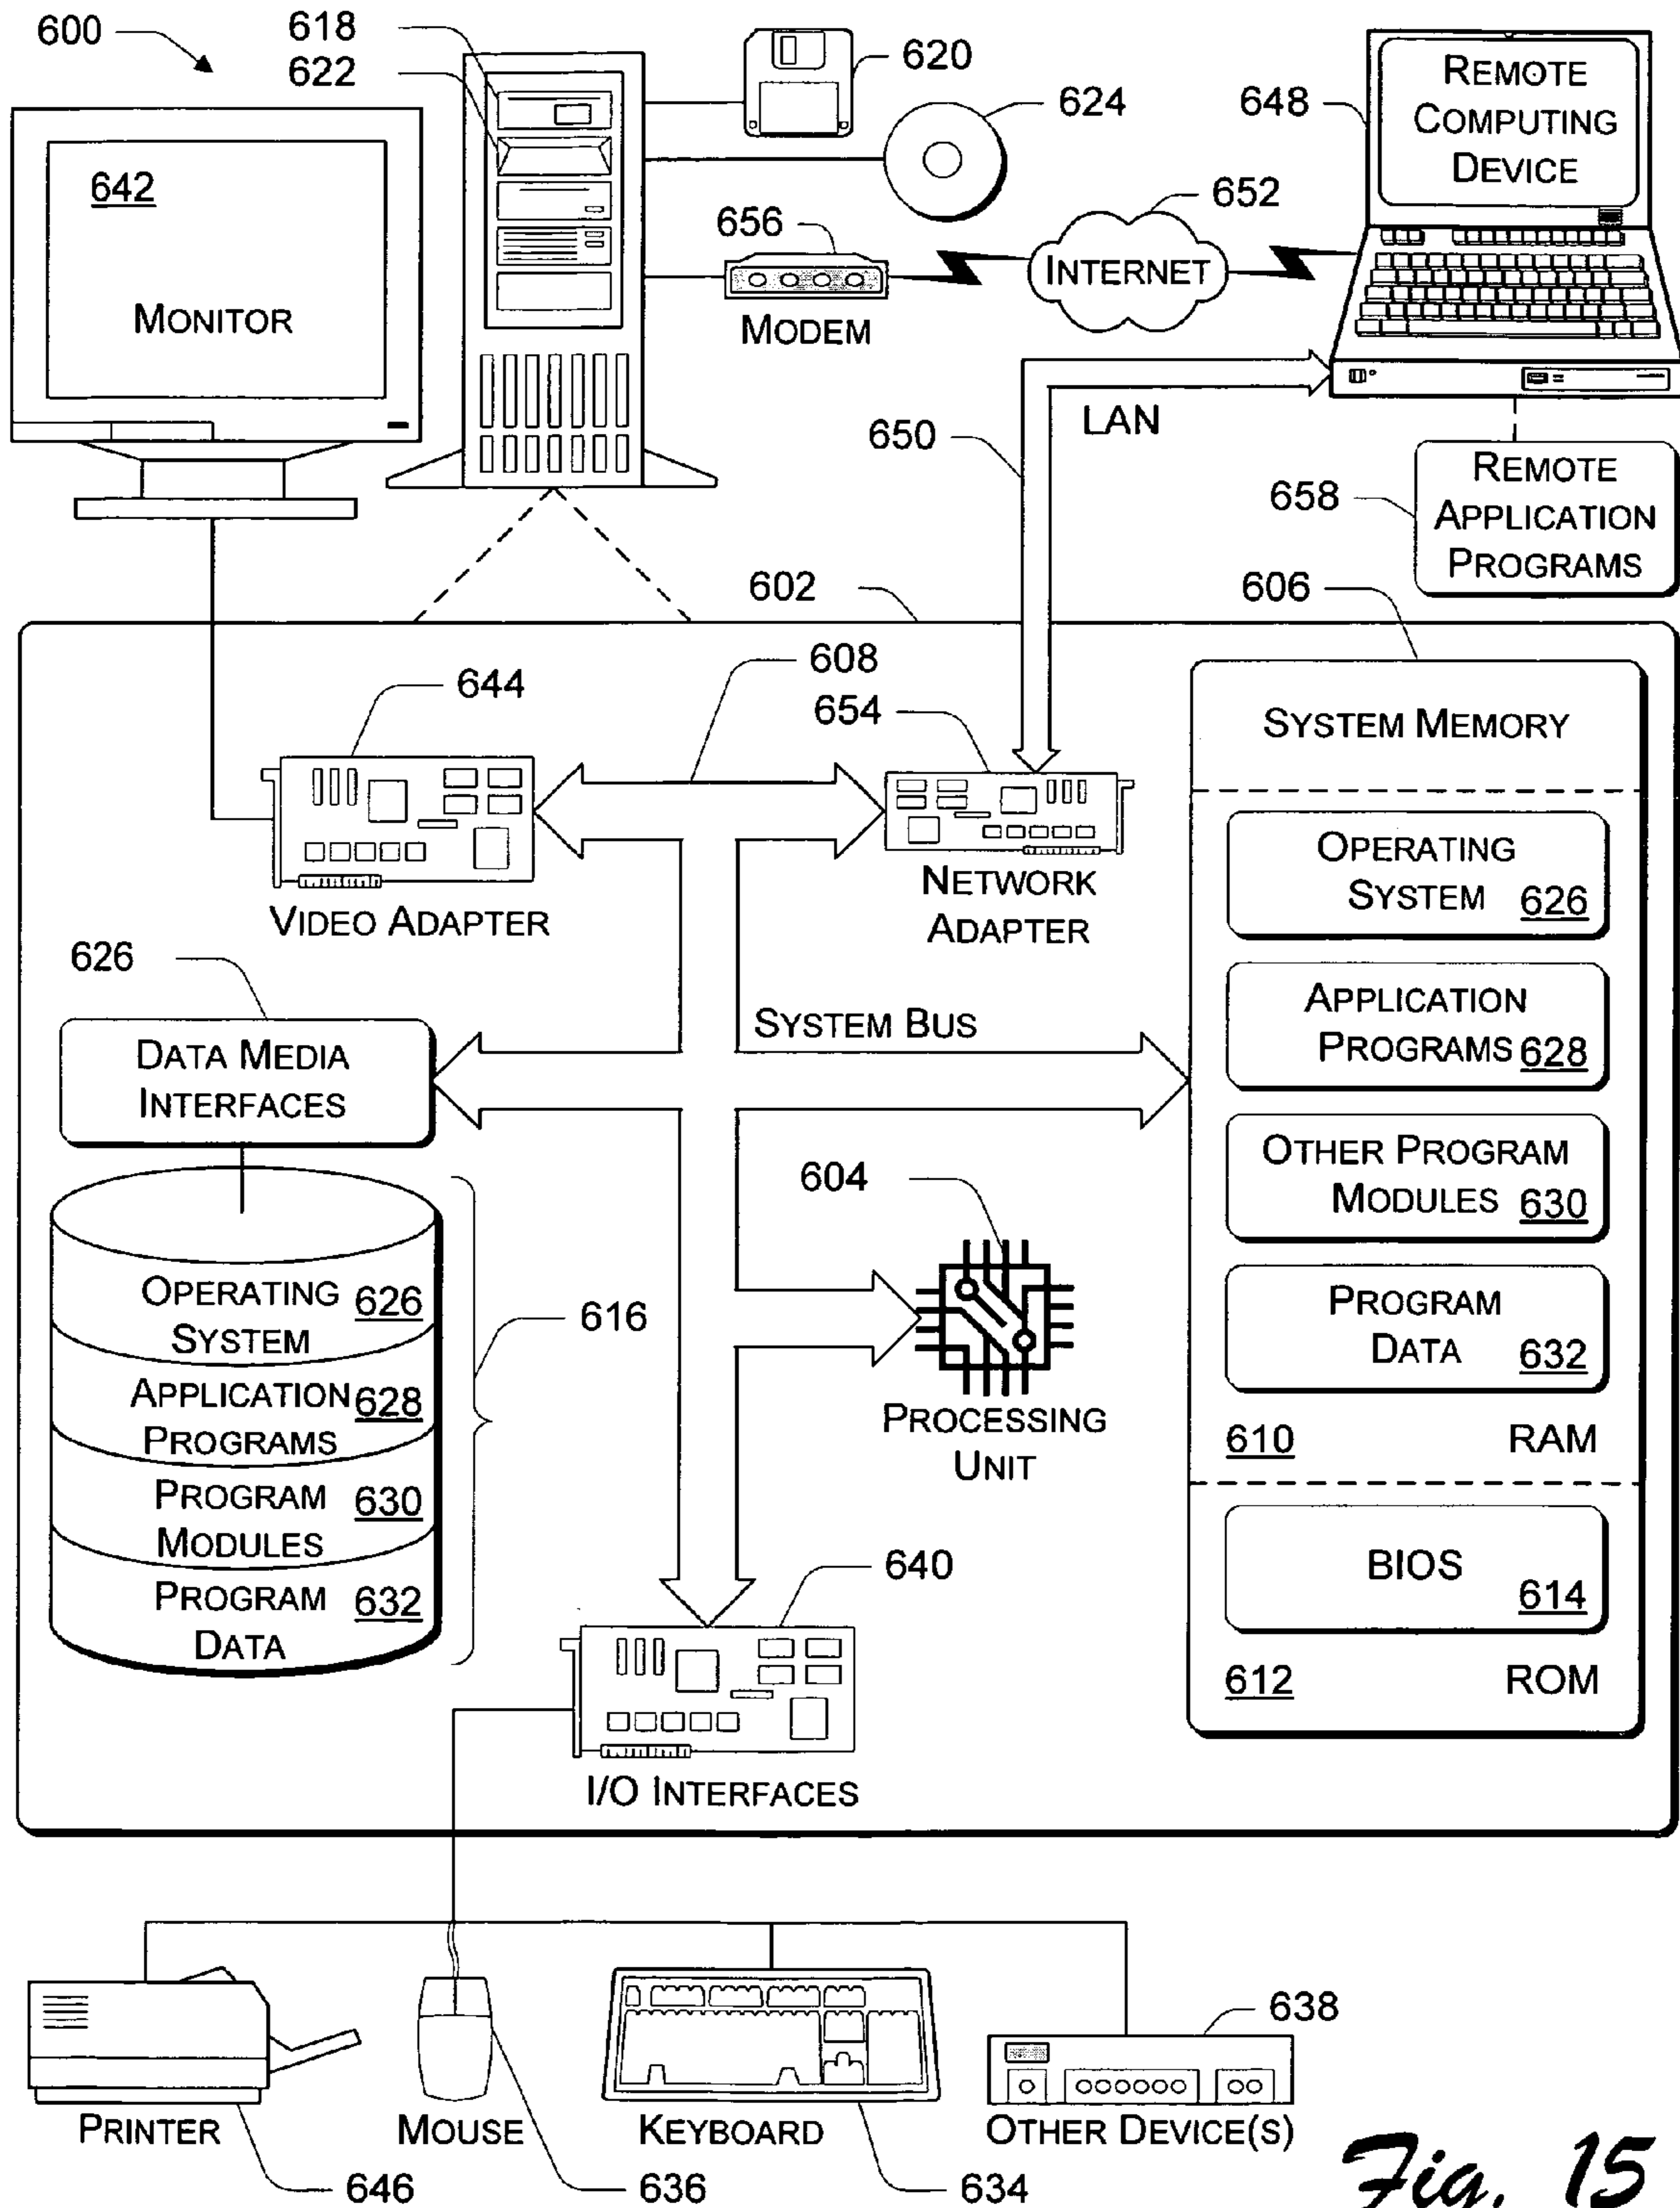 600
618
622
620
624
648
REMOTE
COMPUTING
DEVICE
642
MONITOR
656
MODEM
652
INTERNET
650
LAN
658
REMOTE
APPLICATION
PROGRAMS
602
606
608
644
654
VIDEO ADAPTER
NETWORK
ADAPTER
SYSTEM MEMORY
OPERATING
SYSTEM 626
APPLICATION
PROGRAMS 628
OTHER PROGRAM
MODULES 630
PROGRAM
DATA 632
610 RAM
BIOS
614
612 ROM
626
DATA MEDIA
INTERFACES
SYSTEM BUS
604
PROCESSING
UNIT
OPERATING 626
SYSTEM
APPLICATION 628
PROGRAMS
PROGRAM 630
MODULES
PROGRAM 632
DATA
616
640
I/O INTERFACES
PRINTER
646
MOUSE
636
KEYBOARD
634
638
OTHER DEVICE(S)
Fig. 15